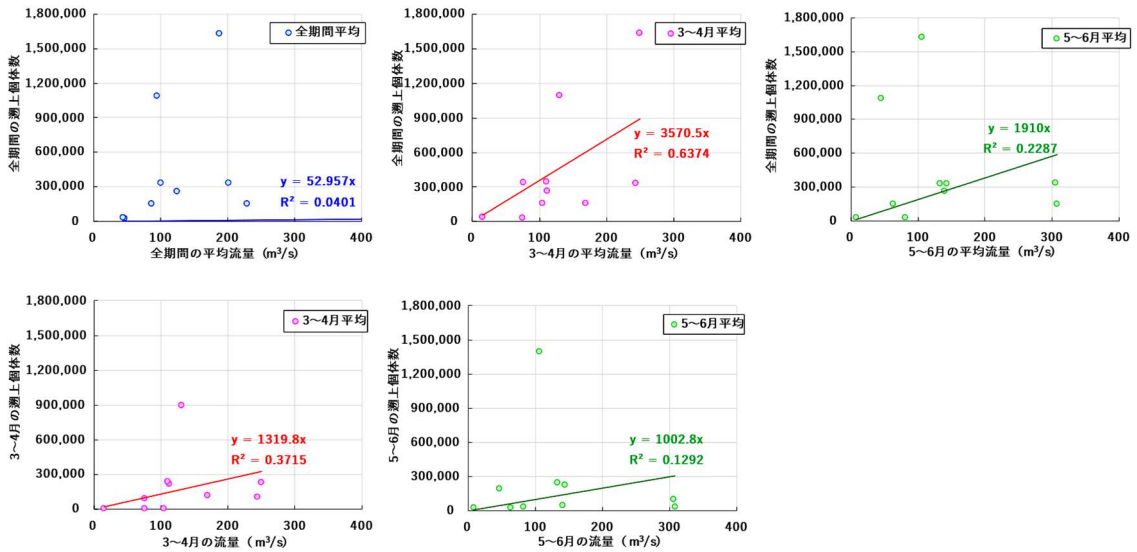 全期間の遡上個体数
1,800,000
1,500,000
1,200,000
900,000
600,000
300,000
0
全期間平均
y = 52.957x
R² = 0.0401
0 100 200 300 400
全期間の平均流量 (m³/s)
全期間の遡上個体数
1,800,000
1,500,000
1,200,000
900,000
600,000
300,000
0
3～4月平均
y = 3570.5x
R² = 0.6374
0 100 200 300 400
3～4月の平均流量 (m³/s)
全期間の遡上個体数
1,800,000
1,500,000
1,200,000
900,000
600,000
300,000
0
5～6月平均
y = 1910x
R² = 0.2287
0 100 200 300 400
5～6月の平均流量 (m³/s)
3～4月の遡上個体数
1,800,000
1,500,000
1,200,000
900,000
600,000
300,000
0
3～4月平均
y = 1319.8x
R² = 0.3715
0 100 200 300 400
3～4月の流量 (m³/s)
5～6月の遡上個体数
1,800,000
1,500,000
1,200,000
900,000
600,000
300,000
0
5～6月平均
y = 1002.8x
R² = 0.1292
0 100 200 300 400
5～6月の流量 (m³/s)